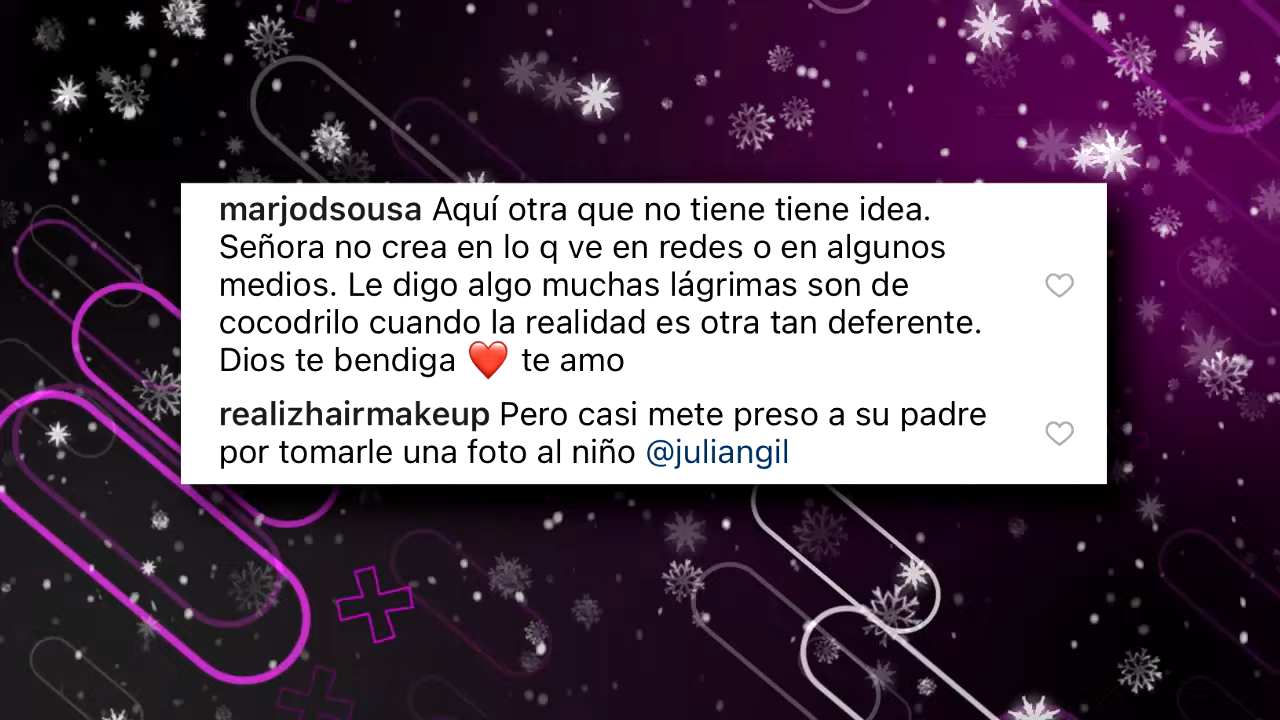 marjodsousa Aquí otra que no tiene tiene idea.
Señora no crea en lo q ve en redes o en algunos
medios. Le digo algo muchas lágrimas son de
cocodrilo cuando la realidad es otra tan deferente.
Dios te bendiga ❤️ te amo
realizhairmakeup Pero casi mete preso a su padre
por tomarle una foto al niño @juliangil